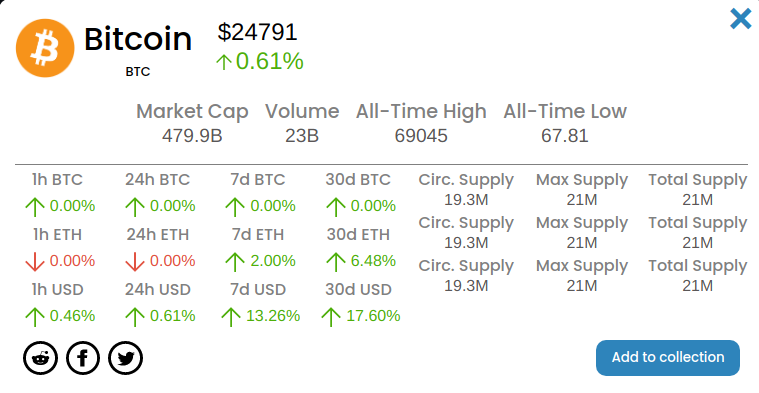 Bitcoin
BTC
$24791
0.61%
Market Cap Volume All-Time High All-Time Low
479.9B 23B 69045 67.81
1h BTC 24h BTC 7d BTC 30d BTC
0.00% 0.00% 0.00% 0.00%
1h ETH 24h ETH 7d ETH 30d ETH
0.00% 0.00% 2.00% 6.48%
1h USD 24h USD 7d USD 30d USD
0.46% 0.61% 13.26% 17.60%
Circ. Supply Max Supply Total Supply
19.3M 21M 21M
Circ. Supply Max Supply Total Supply
19.3M 21M 21M
Circ. Supply Max Supply Total Supply
19.3M 21M 21M
Add to collection